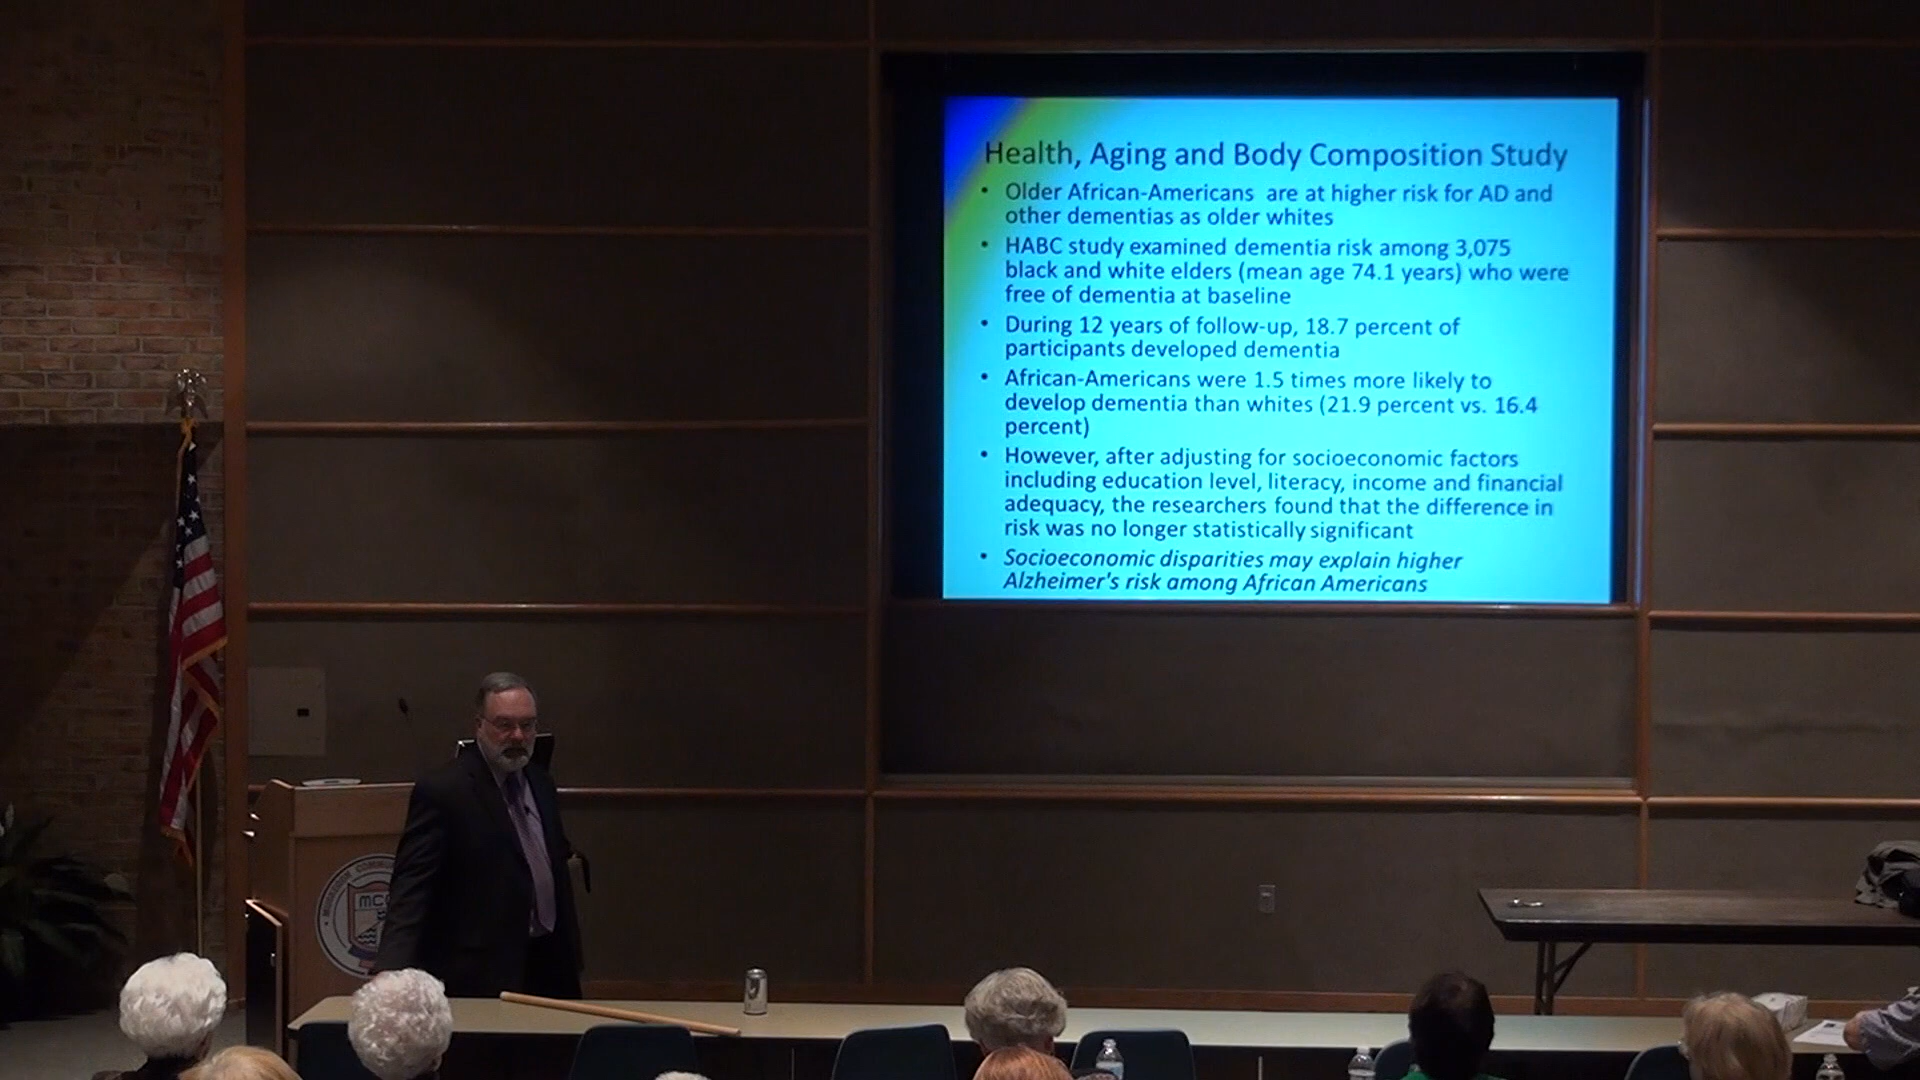 Health, Aging and Body Composition Study
• Older African-Americans are at higher risk for AD and
other dementias as older whites
• HABC study examined dementia risk among 3,075
black and white elders (mean age 74.1 years) who were
free of dementia at baseline
• During 12 years of follow-up, 18.7 percent of
participants developed dementia
• African-Americans were 1.5 times more likely to
develop dementia than whites (21.9 percent vs. 16.4
percent)
• However, after adjusting for socioeconomic factors
including education level, literacy, income and financial
adequacy, the researchers found that the difference in
risk was no longer statistically significant
• Socioeconomic disparities may explain higher
Alzheimer's risk among African Americans